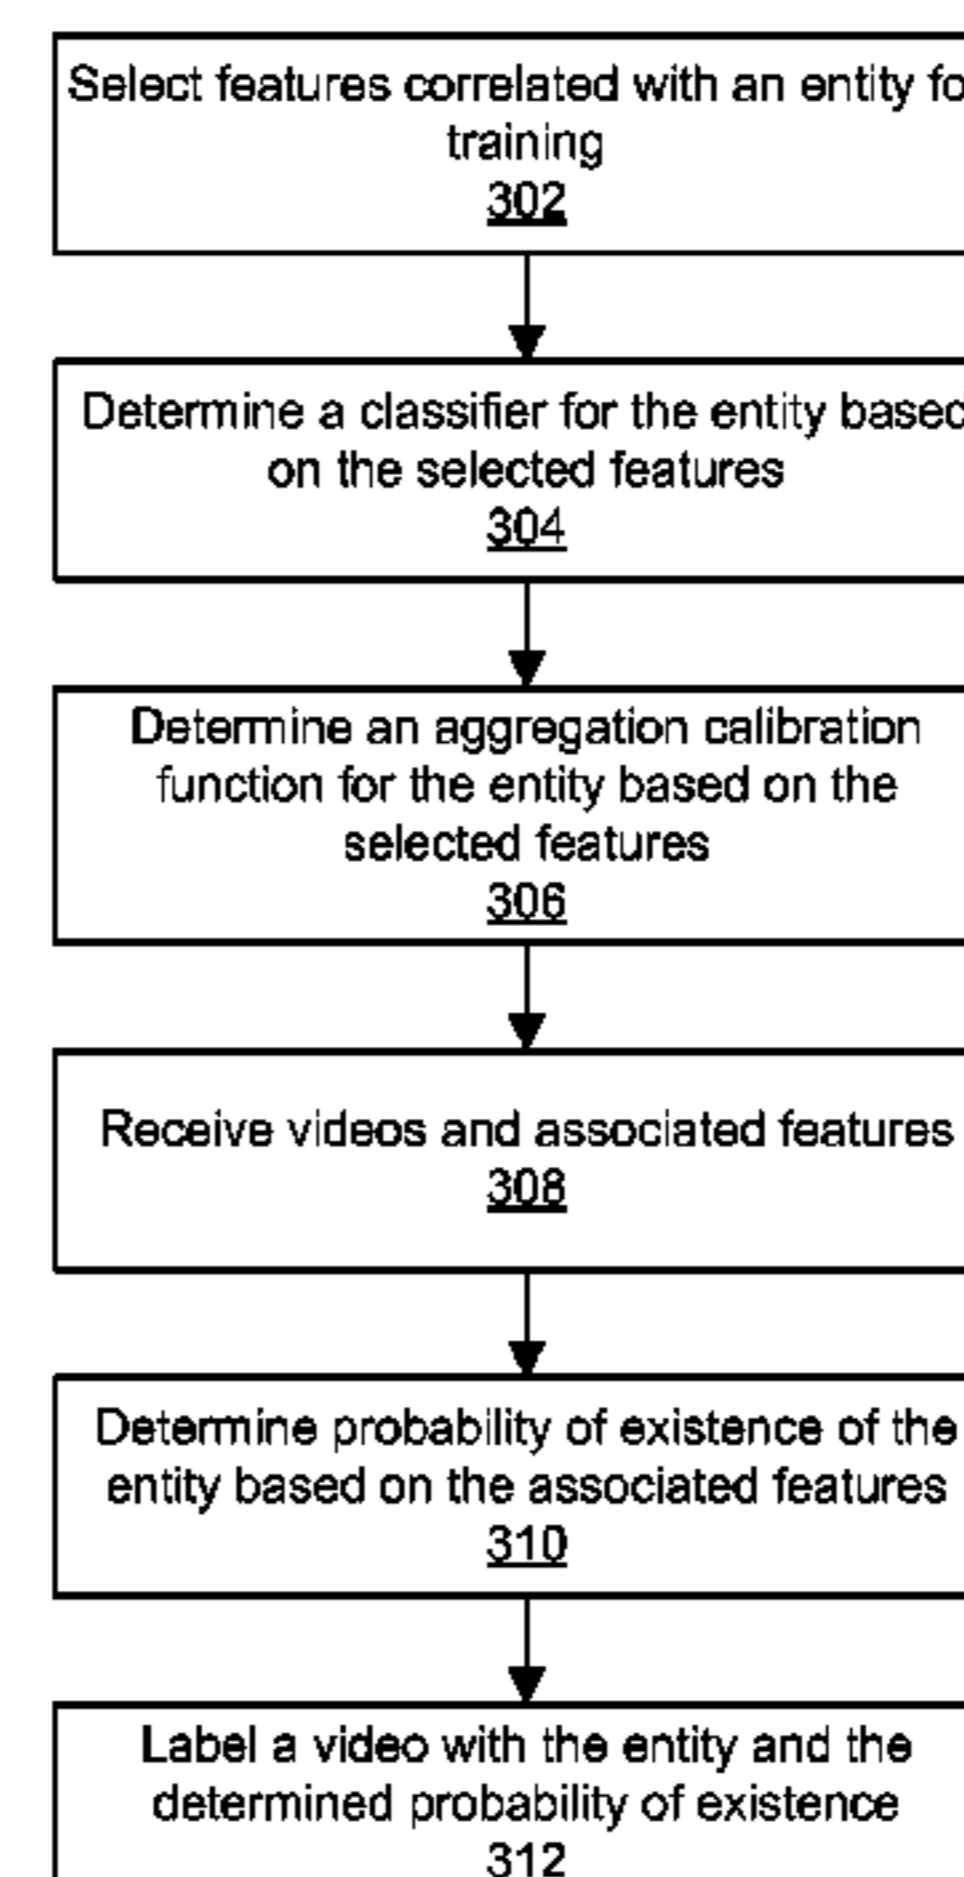 Select features correlated with an entity fo
training
302
Determine a classifier for the entity based
on the selected features
304
Determine an aggregation calibration
function for the entity based on the
selected features
306
Receive videos and associated features
308
Determine probability of existence of the
entity based on the associated features
310
Label a video with the entity and the
determined probability of existence
312